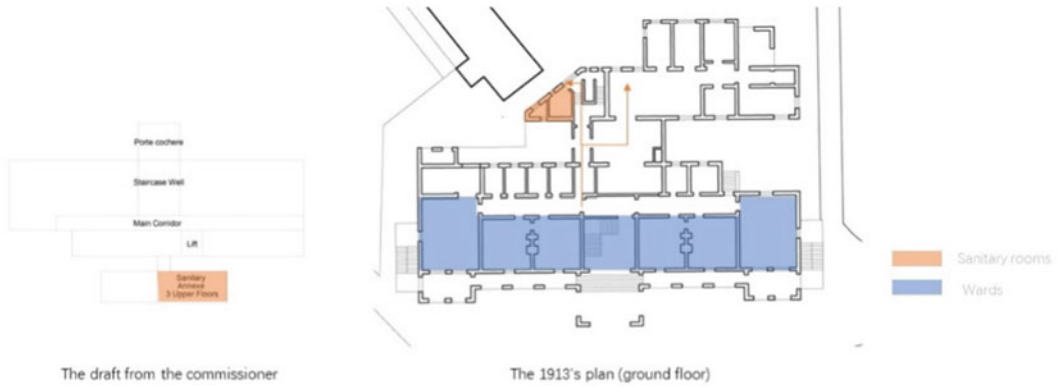 Porte cochere
Staircase Well
Main Corridor
Lift
Sanitary
Annexe
3 Upper Floors
Sanitary rooms
Wards
The draft from the commissioner
The 1913's plan (ground floor)